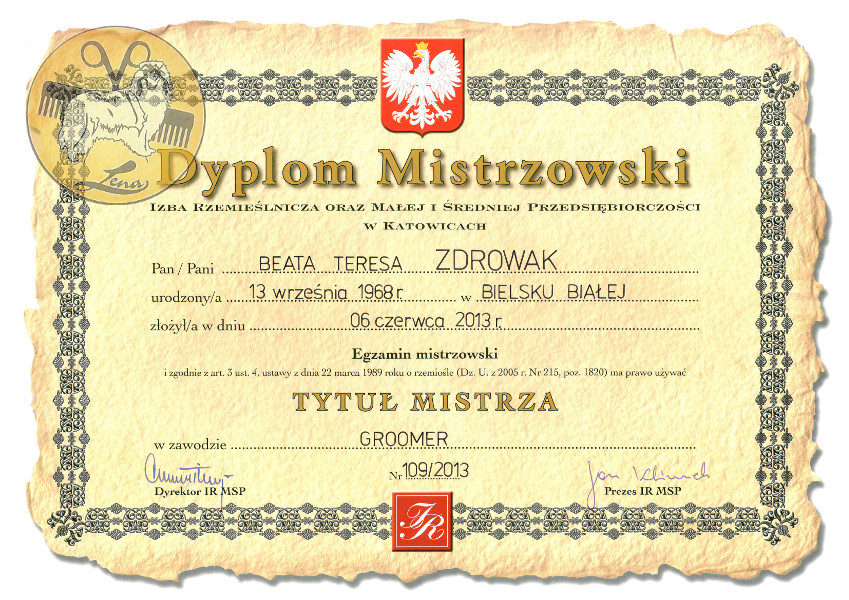 Lena
Dyplom Mistrzowski
Izba Rzemieślnicza oraz Małej i Średniej Przedsiębiorczości
w Katowicach
Pan / Pani BEATA TERESA ZDROWAK
urodzony/a 13 września 1968 r. w BIELSKU BIAŁEJ
złożył/a w dniu 06 czerwca 2013 r.
Egzamin mistrzowski
i zgodnie z art. 3 ust. 4, ustawy z dnia 22 marca 1989 roku o rzemiośle (Dz. U. z 2005 r. Nr 215, poz. 1820) ma prawo używać
TYTUŁ MISTRZA
w zawodzie GROOMER
Nr 109/2013
Dyrektor IR MSP
Prezes IR MSP
IR